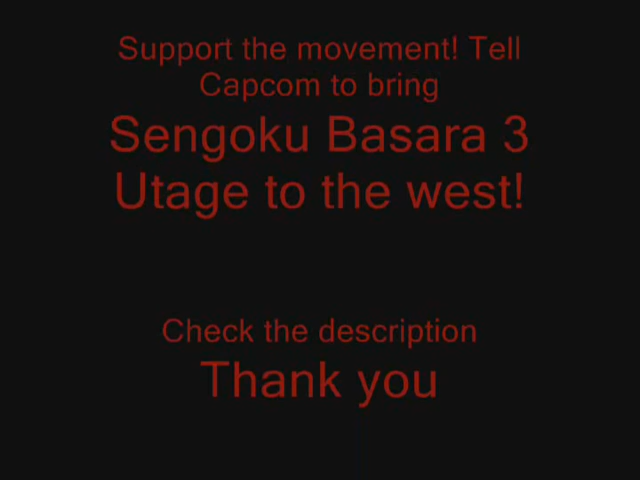 Support the movement! Tell
Capcom to bring
Sengoku Basara 3
Utage to the west!
Check the description
Thank you